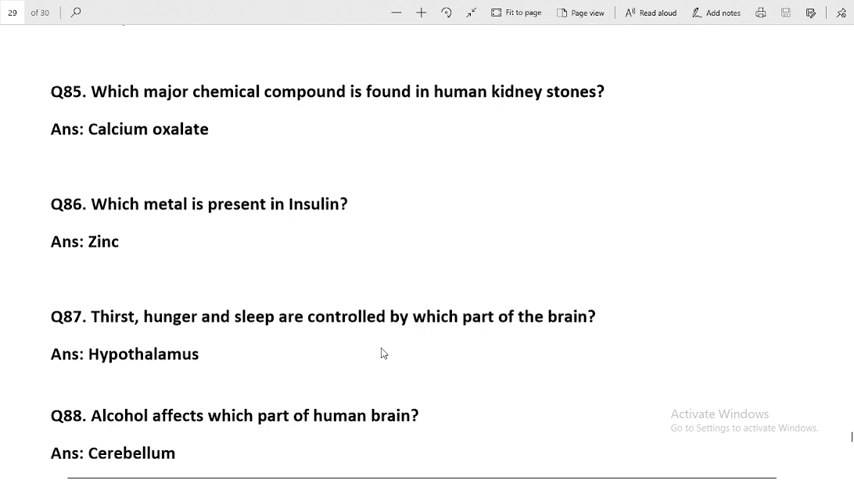 29 of 30 Fit to page Page view Read aloud Add notes
Q85. Which major chemical compound is found in human kidney stones?
Ans: Calcium oxalate
Q86. Which metal is present in Insulin?
Ans: Zinc
Q87. Thirst, hunger and sleep are controlled by which part of the brain?
Ans: Hypothalamus
Q88. Alcohol affects which part of human brain?
Ans: Cerebellum
Activate Windows
Go to Settings to activate Windows.